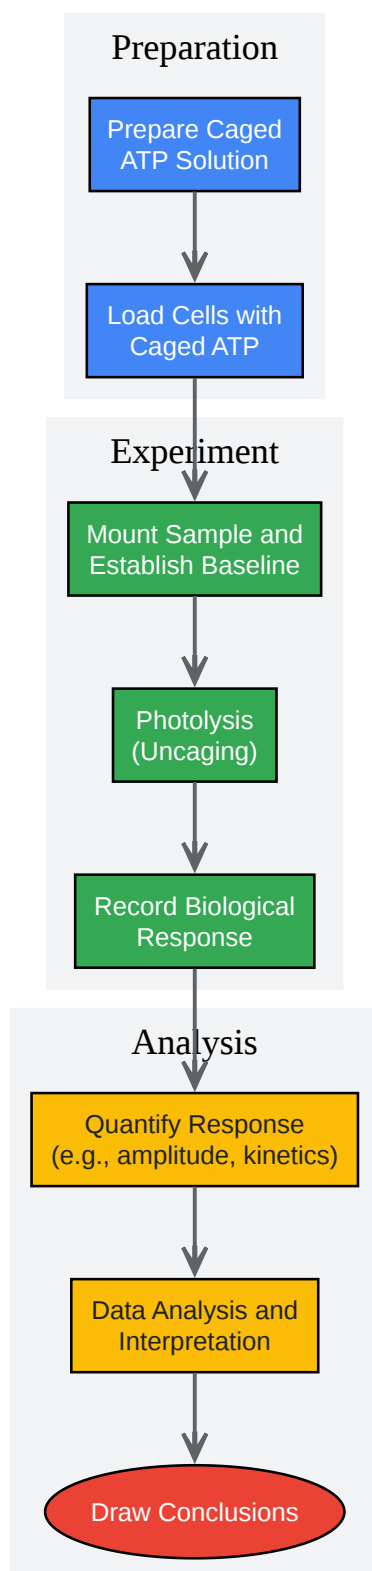 Preparation
Prepare Caged
ATP Solution
Load Cells with
Caged ATP
Experiment
Mount Sample and
Establish Baseline
Photolysis
(Uncaging)
Record Biological
Response
Analysis
Quantify Response
(e.g., amplitude, kinetics)
Data Analysis and
Interpretation
Draw Conclusions